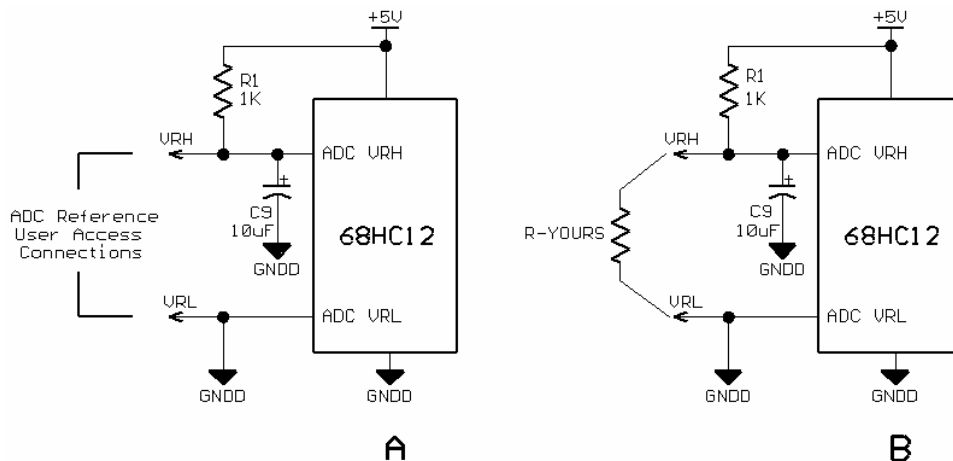 +5V
R1
1K
VRH
ADC VRH
+
C9
10uF
GNDD
ADC Reference
User Access
Connections
68HC12
VRL
ADC VRL
GNDD
GNDD
A
+5V
R1
1K
VRH
ADC VRH
+
C9
10uF
GNDD
R-YOURS
68HC12
VRL
ADC VRL
GNDD
GNDD
B